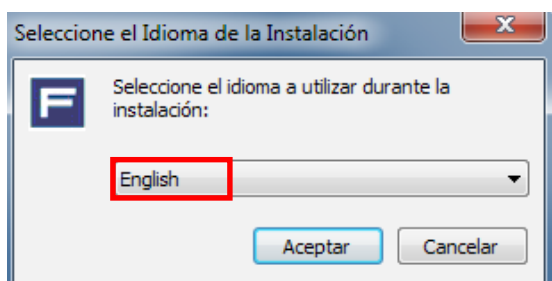 Seleccione el Idioma de la Instalación
Seleccione el idioma a utilizar durante la
instalación:
English
Aceptar
Cancelar